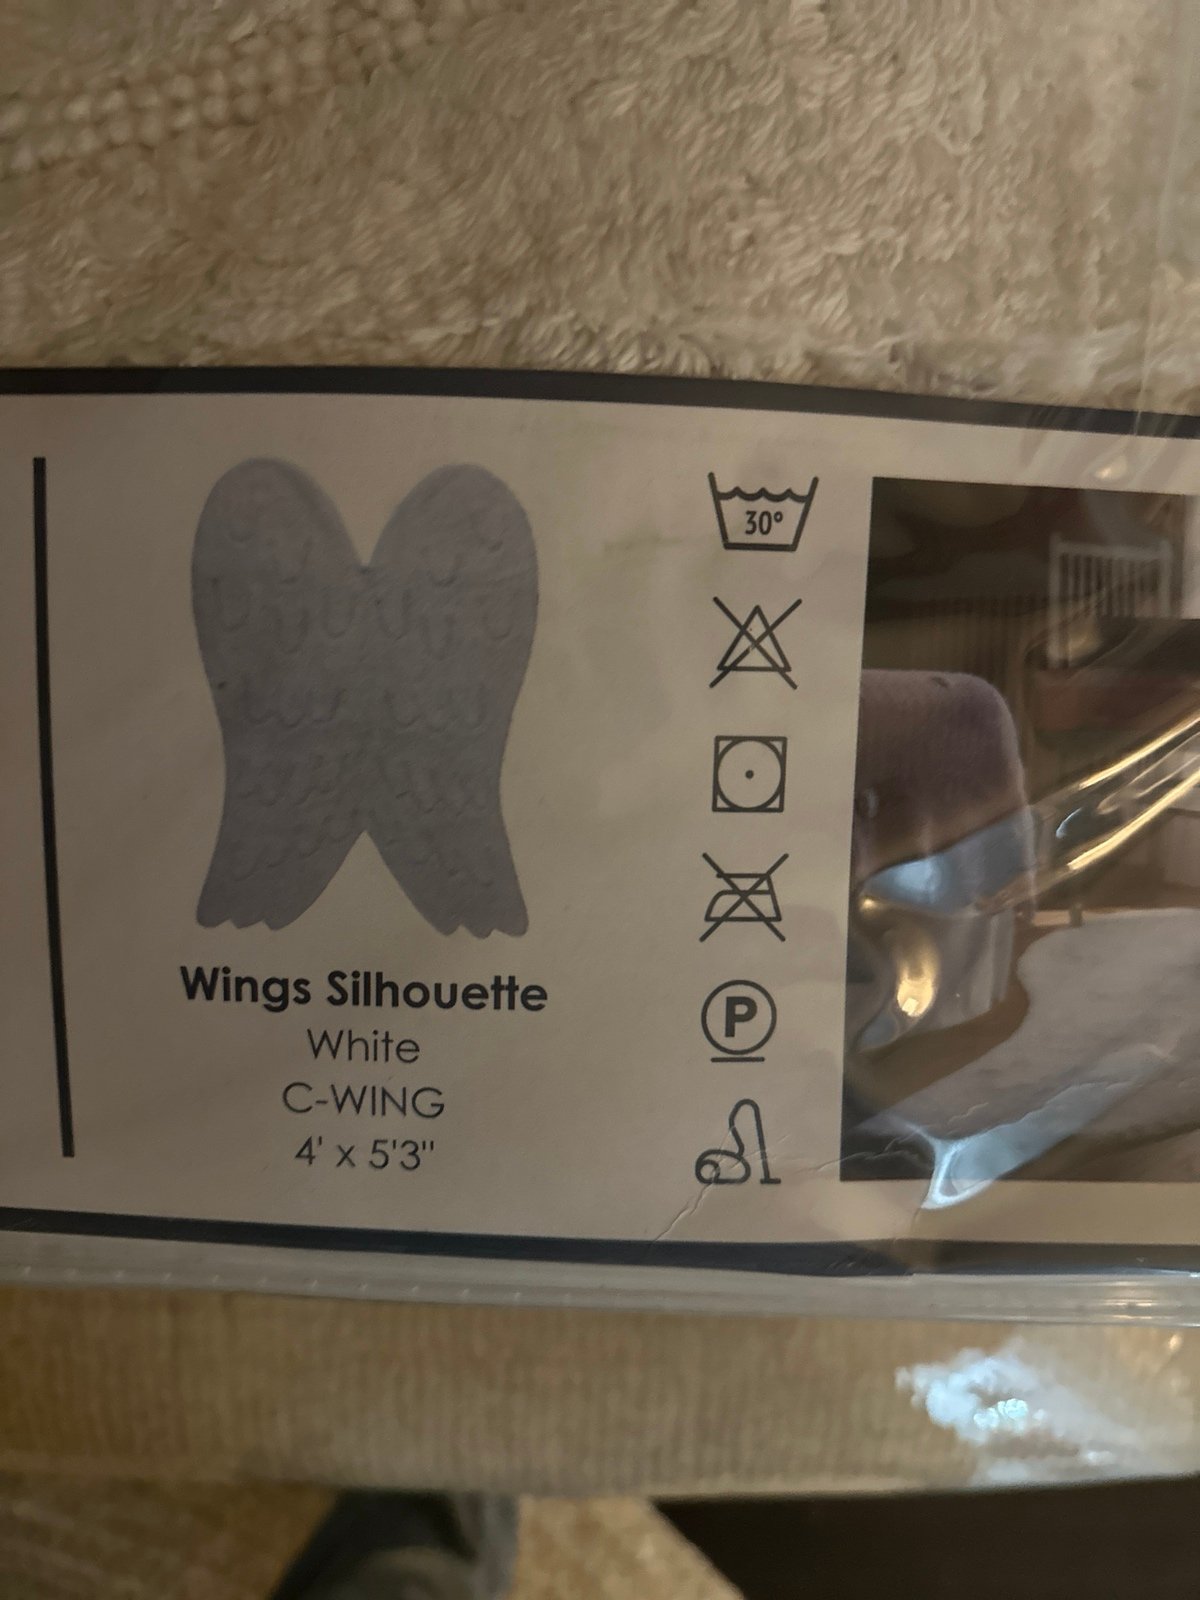 30°
P
Wings Silhouette
White
C-WING
4' x 5'3"